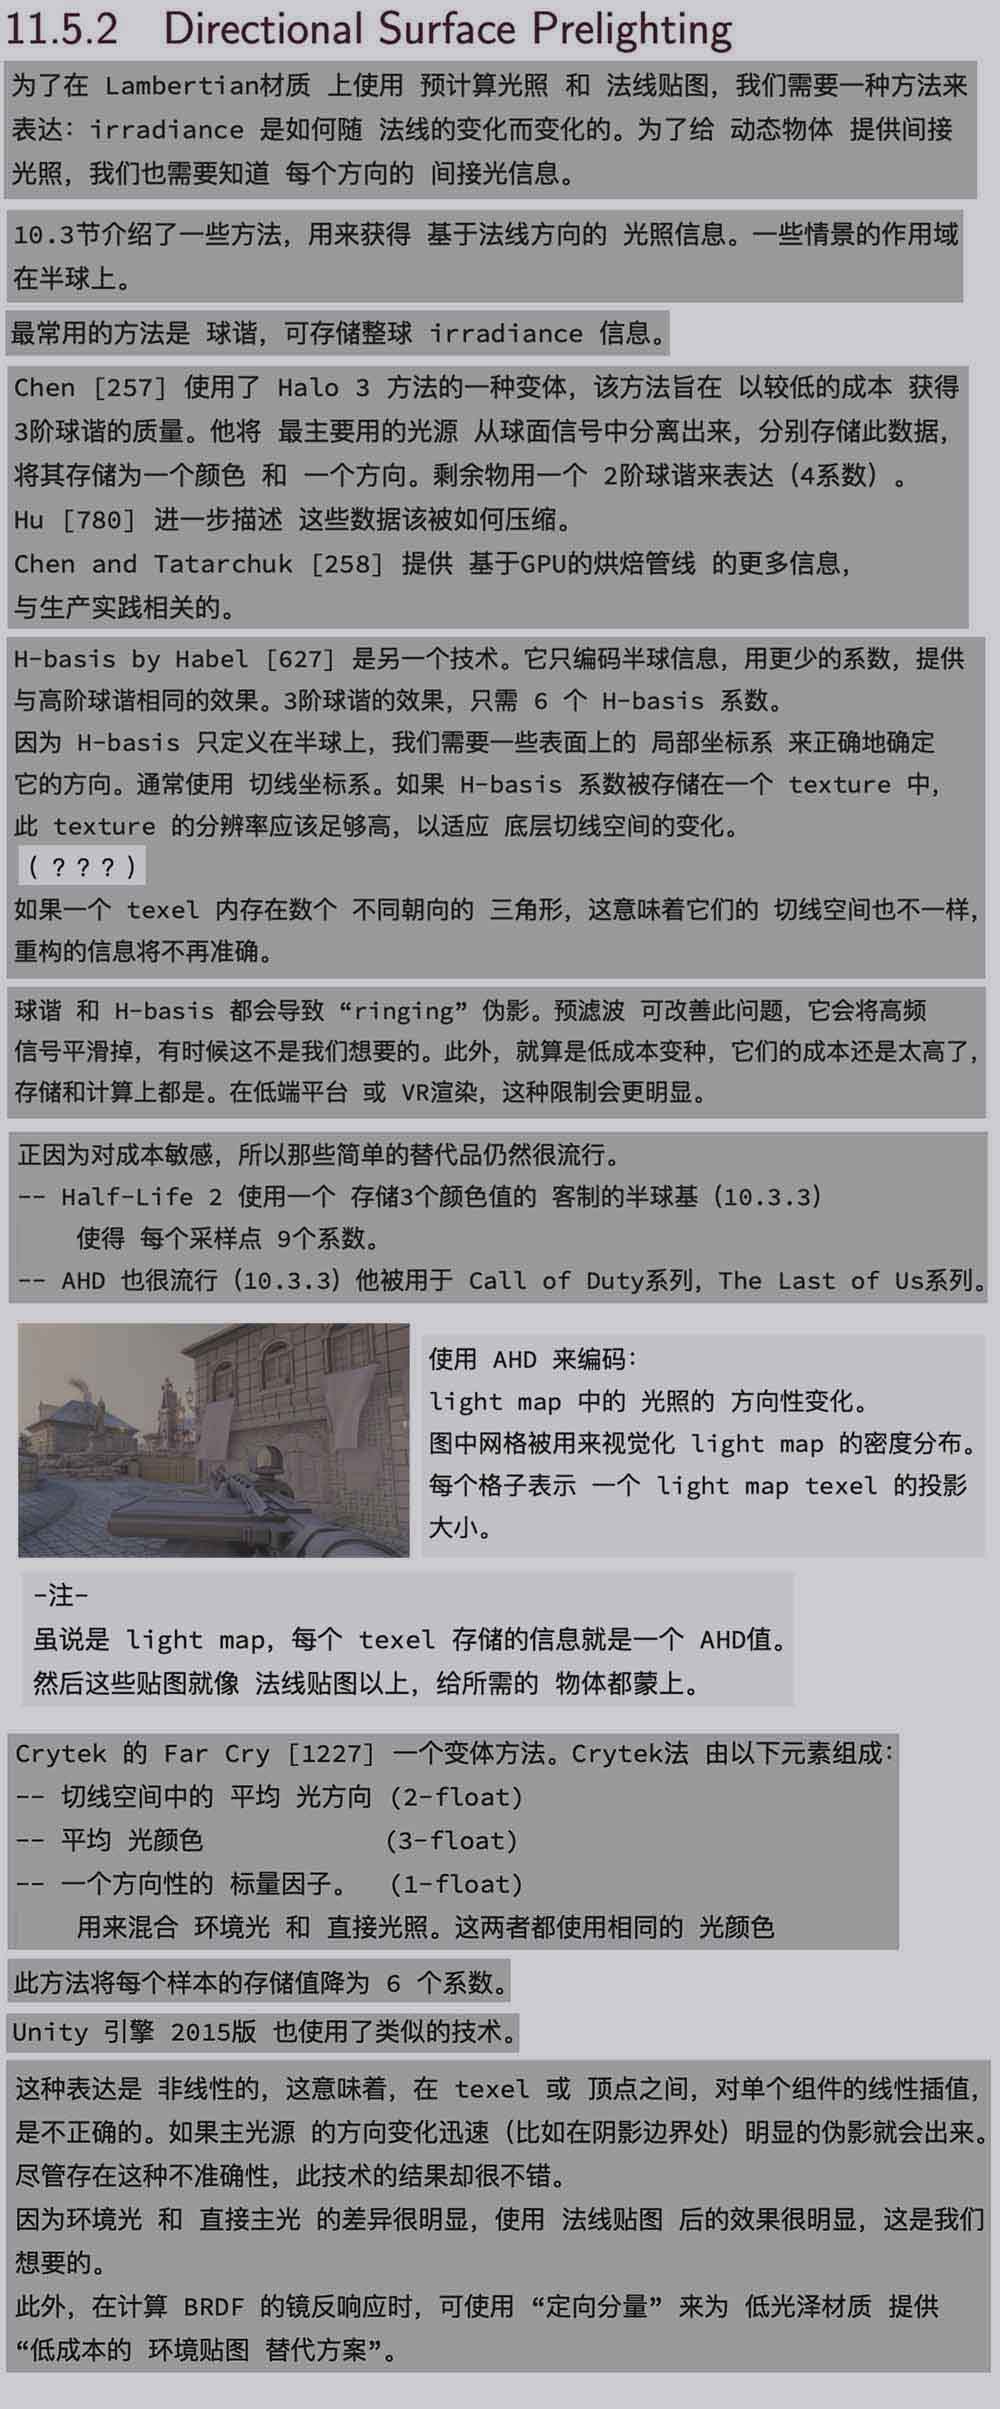 11.5.2 Directional Surface Prelighting
为了在 Lambertian材质 上使用 预计算光照 和 法线贴图，我们需要一种方法来
表达：irradiance 是如何随 法线的变化而变化的。为了给 动态物体 提供间接
光照，我们也需要知道 每个方向的 间接光信息。
10.3节介绍了一些方法，用来获得 基于法线方向的 光照信息。一些情景的作用域
在半球上。
最常用的方法是 球谐，可存储整球 irradiance 信息。
Chen [257] 使用了 Halo 3 方法的一种变体，该方法旨在 以较低的成本 获得
3阶球谐的质量。他将 最主要用的光源 从球面信号中分离出来，分别存储此数据，
将其存储为一个颜色 和 一个方向。剩余物用一个 2阶球谐来表达（4系数）。
Hu [780] 进一步描述 这些数据该被如何压缩。
Chen and Tatarchuk [258] 提供 基于GPU的烘焙管线 的更多信息，
与生产实践相关的。
H-basis by Habel [627] 是另一个技术。它只编码半球信息，用更少的系数，提供
与高阶球谐相同的效果。3阶球谐的效果，只需 6 个 H-basis 系数。
因为 H-basis 只定义在半球上，我们需要一些表面上的 局部坐标系 来正确地确定
它的方向。通常使用 切线坐标系。如果 H-basis 系数被存储在一个 texture 中，
此 texture 的分辨率应该足够高，以适应 底层切线空间的变化。
(???)
如果一个 texel 内存在数个 不同朝向的 三角形，这意味着它们的 切线空间也不一样，
重构的信息将不再准确。
球谐 和 H-basis 都会导致 “ringing” 伪影。预滤波 可改善此问题，它会将高频
信号平滑掉，有时候这不是我们想要的。此外，就算是低成本变种，它们的成本还是太高了，
存储和计算上都是。在低端平台 或 VR渲染，这种限制会更明显。
正因为对成本敏感，所以那些简单的替代品仍然很流行。
-- Half-Life 2 使用一个 存储3个颜色值的 客制的半球基（10.3.3）
使得 每个采样点 9个系数。
-- AHD 也很流行（10.3.3）他被用于 Call of Duty系列，The Last of Us系列。
使用 AHD 来编码：
light map 中的 光照的 方向性变化。
图中网格被用来视觉化 light map 的密度分布。
每个格子表示 一个 light map texel 的投影
大小。
-注-
虽说是 light map，每个 texel 存储的信息就是一个 AHD值。
然后这些贴图就像 法线贴图以上，给所需的 物体都蒙上。
Crytek 的 Far Cry [1227] 一个变体方法。Crytek法 由以下元素组成：
-- 切线空间中的 平均 光方向 (2-float)
-- 平均 光颜色 (3-float)
-- 一个方向性的 标量因子。 (1-float)
用来混合 环境光 和 直接光照。这两者都使用相同的 光颜色
此方法将每个样本的存储值降为 6 个系数。
Unity 引擎 2015版 也使用了类似的技术。
这种表达是 非线性的，这意味着，在 texel 或 顶点之间，对单个组件的线性插值，
是不正确的。如果主光源 的方向变化迅速（比如在阴影边界处）明显的伪影就会出来。
尽管存在这种不准确性，此技术的结果却很不错。
因为环境光 和 直接主光 的差异很明显，使用 法线贴图 后的效果很明显，这是我们
想要的。
此外，在计算 BRDF 的镜反响应时，可使用 “定向分量” 来为 低光泽材质 提供
“低成本的 环境贴图 替代方案”。